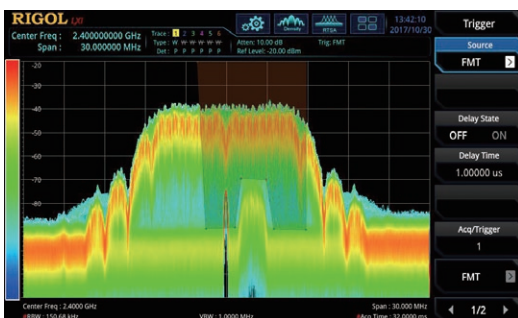 RIGOL LXI
13:42:10
2017/10/30
Center Freq : 2.40000000 GHz
Span : 30.000000 MHz
Trace : 1 2 3 4 5 6
Type : W W W W W W
Det : P P P P P P
Density
RTSA
Atten: 10.00 dB
Ref Level: -20.00 dBm
Trig: FMT
Trigger
Source
FMT
Delay State
OFF ON
Delay Time
1.00000 us
Acq/Trigger
1
FMT
1/2
-20
-30
-40
-50
-60
-70
-80
Center Freq : 2.4000 GHz
Span : 30.000 MHz
#RBW : 150.68 kHz
VBW : 1.0000 MHz
#Acq Time : 32.0000 ms